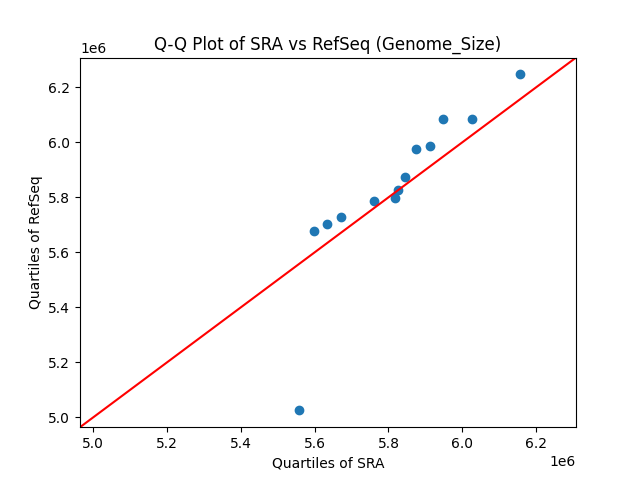 Q-Q Plot of SRA vs RefSeq (Genome_Size)
1e6
6.2
6.0
5.8
5.6
5.4
5.2
5.0
Quartiles of RefSeq
5.0 5.2 5.4 5.6 5.8 6.0 6.2
1e6
Quartiles of SRA